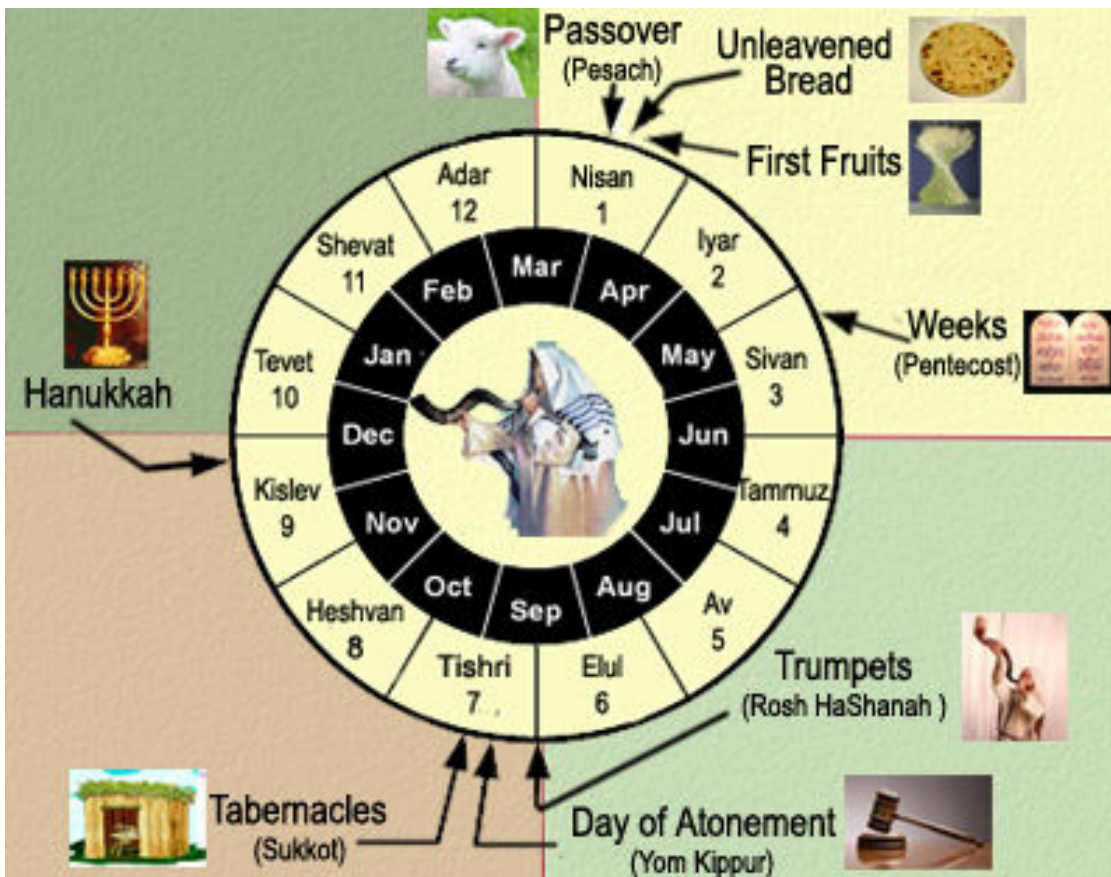 Passover
(Pesach)
Unleavened
Bread
First Fruits
Weeks
(Pentecost)
Trumpets
(Rosh HaShanah )
Day of Atonement
(Yom Kippur)
Tabernacles
(Sukkot)
Hanukkah
Nisan
1
Iyar
2
Sivan
3
Tammuz
4
Av
5
Elul
6
Tishri
7
Heshvan
8
Kislev
9
Tevet
10
Shevat
11
Adar
12
Mar
Apr
May
Jun
Jul
Aug
Sep
Oct
Nov
Dec
Jan
Feb